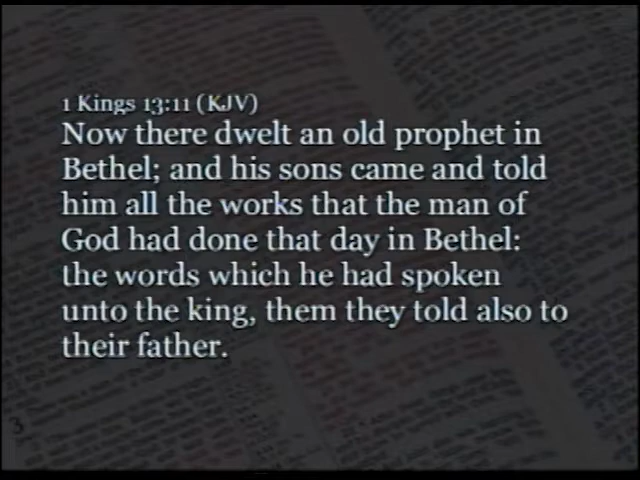 1 Kings 13:11 (KJV)
Now there dwelt an old prophet in
Bethel; and his sons came and told
him all the works that the man of
God had done that day in Bethel:
the words which he had spoken
unto the king, them they told also to
their father.